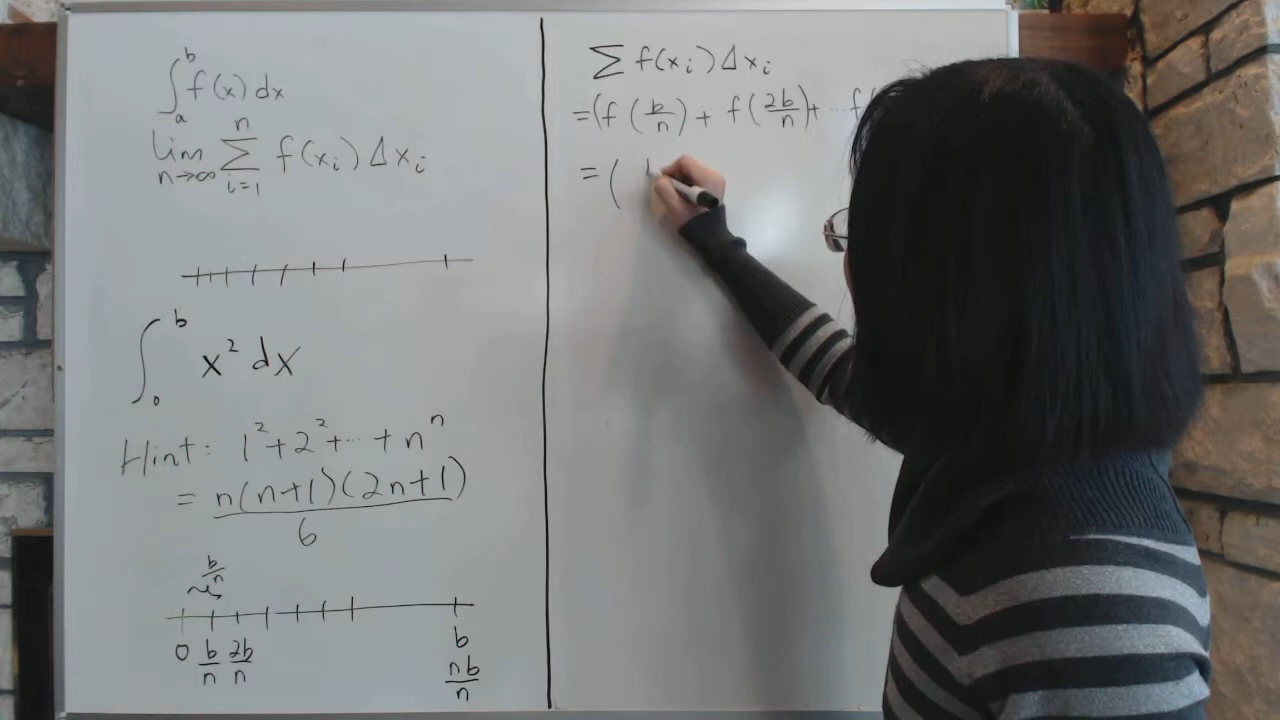 ∫_a^b f(x) dx
lim_{n→∞} ∑_{i=1}^n f(x_i) Δx_i
∫_0^b x² dx
Hint: 1² + 2² + ... + nⁿ
= n(n+1)(2n+1)/6
b/n
0 b/n 2b/n b
nb/n
∑ f(x_i) Δx_i
= (f(b/n) + f(2b/n) + ... f(
= (